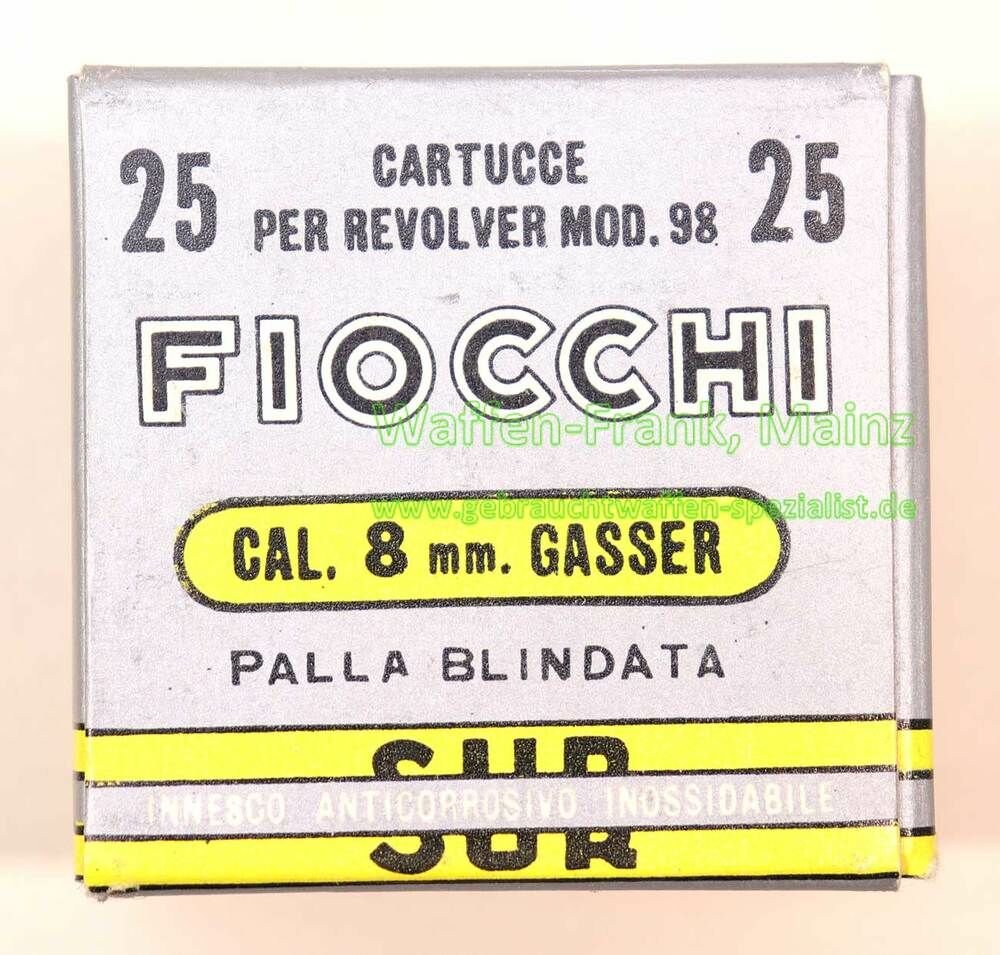 25 CARTUCCE 25
PER REVOLVER MOD. 98
FIOCCHI
Waffen-Frank, Mainz
www.gebrauchtwaffen-spezialist.de
CAL. 8 mm. GASSER
PALLA BLINDATA
SUR
INNESCO ANTICORROSIVO INOSSIDABILE